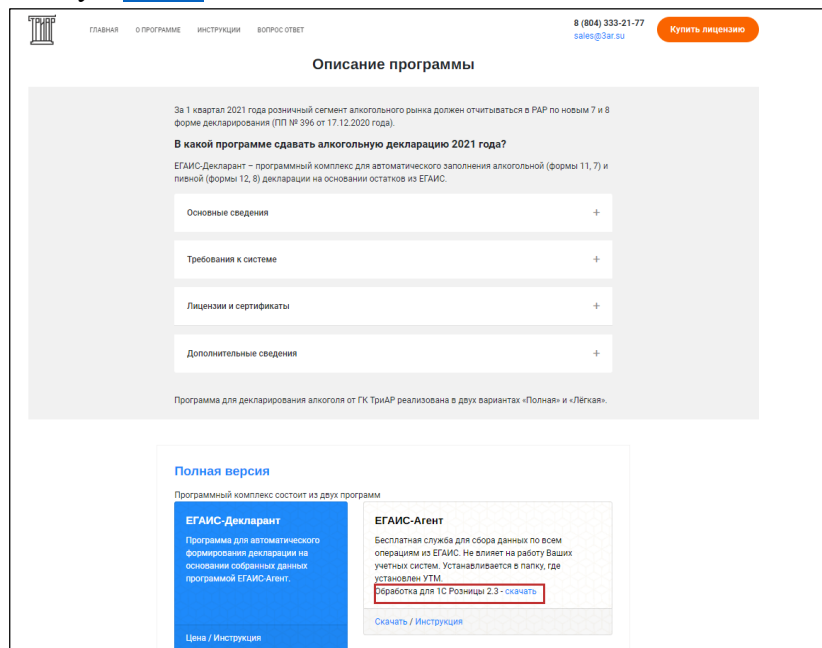 ТРИАР
ГЛАВНАЯ О ПРОГРАММЕ ИНСТРУКЦИИ ВОПРОС ОТВЕТ
8 (804) 333-21-77
sales@3ar.su
Купить лицензию
Описание программы
За 1 квартал 2021 года розничный сегмент алкогольного рынка должен отчитываться в РАР по новым 7 и 8
форме декларирования (ПП № 396 от 17.12.2020 года).
В какой программе сдавать алкогольную декларацию 2021 года?
ЕГАИС-Декларант – программный комплекс для автоматического заполнения алкогольной (формы 11, 7) и
пивной (формы 12, 8) декларации на основании остатков из ЕГАИС.
Основные сведения +
Требования к системе +
Лицензии и сертификаты +
Дополнительные сведения +
Программа для декларирования алкоголя от ГК ТриАР реализована в двух вариантах «Полная» и «Лёгкая».
Полная версия
Программный комплекс состоит из двух программ
ЕГАИС-Декларант
Программа для автоматического
формирования декларации на
основании собранных данных
программой ЕГАИС-Агент.
Цена / Инструкция
ЕГАИС-Агент
Бесплатная служба для сбора данных по всем
операциям из ЕГАИС. Не влияет на работу Ваших
учетных систем. Устанавливается в папку, где
установлен УТМ.
Обработка для 1С Розницы 2.3 - скачать
Скачать / Инструкция